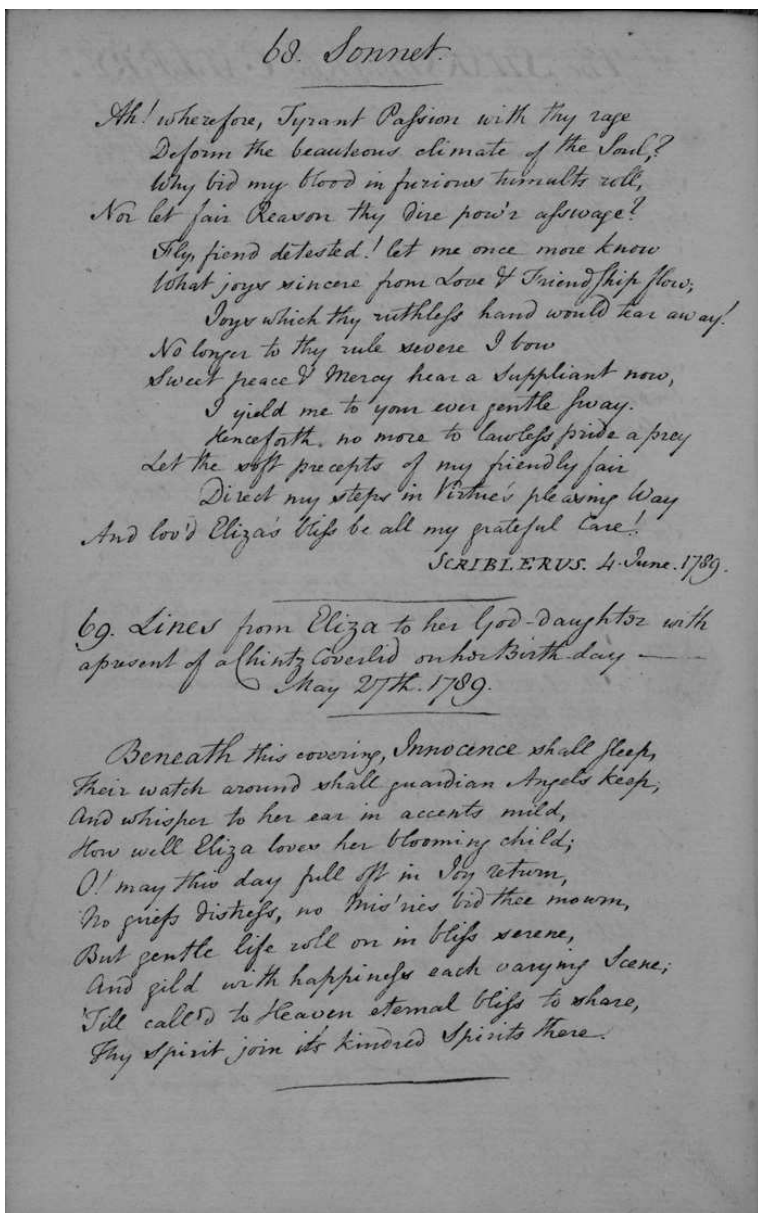 68. Sonnet.
Ah! wherefore, Tyrant Paſsion with thy rage
Deform the beauteous climate of the Soul?
Why bid my blood in furious tumults roll,
Nor let fair Reason thy dire pow'r aſswage?
Fly, fiend detested! let me once more know
What joys sincere from Love & Friendſhip flow,
Joys which thy ruthleſs hand would tear away!
No longer to thy rule severe I bow
Sweet peace & Mercy hear a Suppliant now,
I yield me to your ever gentle ſway.
Henceforth, no more to lawleſs pride a prey
Let the soft precepts of my friendly fair
Direct my steps in Virtue's pleasing Way
And lov'd Eliza's bliſs be all my grateful Care!
SCRIBLERUS. 4 June. 1789.
69. Lines from Eliza to her God-daughter with
a present of a Chintz Coverlid on her Birth-day —
May 27th. 1789.
Beneath this covering, Innocence shall ſleep,
Their watch around shall guardian Angels keep,
And whisper to her ear in accents mild,
How well Eliza loves her blooming child;
O! may this day full oft in Joy return,
No griefs distreſs, no Mis'ries bid thee mourn,
But gentle life roll on in bliſs serene,
And gild with happineſs each varying Scene;
'Till call'd to Heaven eternal bliſs to share,
Thy Spirit join it's kindred Spirits there.